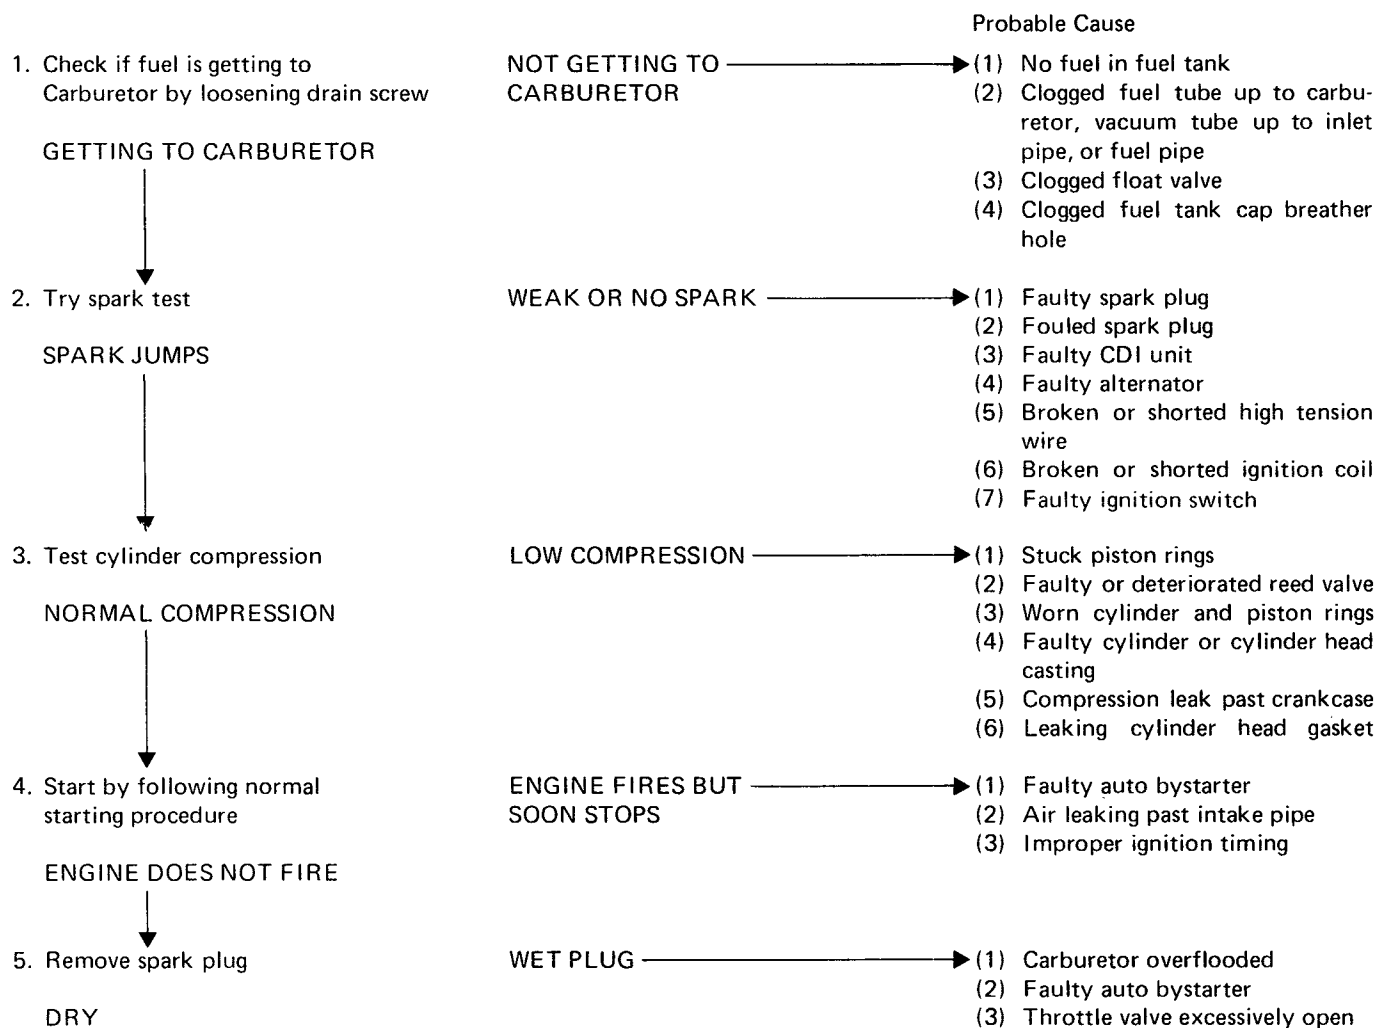 Probable Cause
1. Check if fuel is getting to
Carburetor by loosening drain screw
NOT GETTING TO
CARBURETOR
(1) No fuel in fuel tank
(2) Clogged fuel tube up to carbu-
retor, vacuum tube up to inlet
pipe, or fuel pipe
(3) Clogged float valve
(4) Clogged fuel tank cap breather
hole
GETTING TO CARBURETOR
2. Try spark test
WEAK OR NO SPARK
(1) Faulty spark plug
(2) Fouled spark plug
(3) Faulty CDI unit
(4) Faulty alternator
(5) Broken or shorted high tension
wire
(6) Broken or shorted ignition coil
(7) Faulty ignition switch
SPARK JUMPS
3. Test cylinder compression
LOW COMPRESSION
(1) Stuck piston rings
(2) Faulty or deteriorated reed valve
(3) Worn cylinder and piston rings
(4) Faulty cylinder or cylinder head
casting
(5) Compression leak past crankcase
(6) Leaking cylinder head gasket
NORMAL COMPRESSION
4. Start by following normal
starting procedure
ENGINE FIRES BUT
SOON STOPS
(1) Faulty auto bystarter
(2) Air leaking past intake pipe
(3) Improper ignition timing
ENGINE DOES NOT FIRE
5. Remove spark plug
WET PLUG
(1) Carburetor overflooded
(2) Faulty auto bystarter
(3) Throttle valve excessively open
DRY